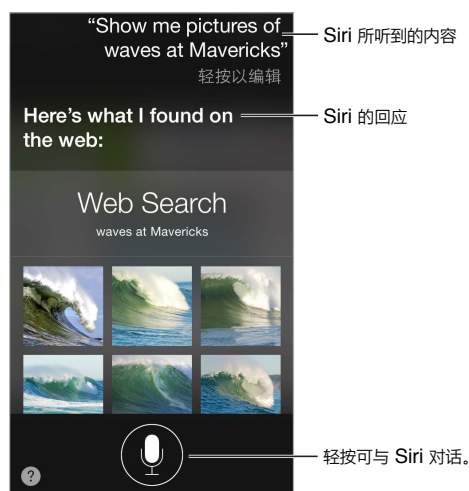 “Show me pictures of
waves at Mavericks”
Siri 所听到的内容
轻按以编辑
Here’s what I found on
the web:
Siri 的回应
Web Search
waves at Mavericks
轻按可与 Siri 对话。
?